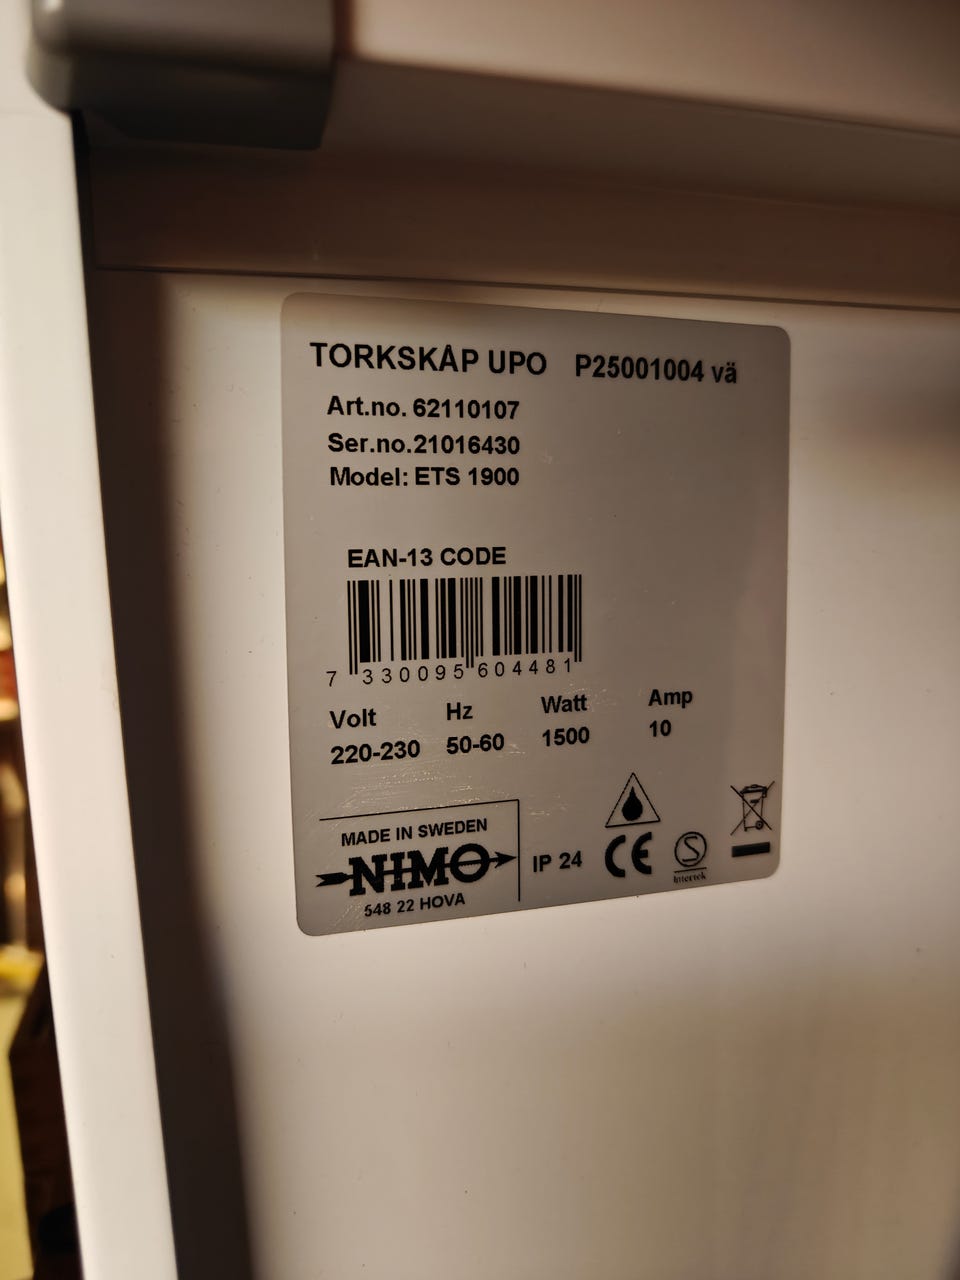 TORKSKÅP UPO P25001004 vä
Art.no. 62110107
Ser.no.21016430
Model: ETS 1900
EAN-13 CODE
7 330095 604481
Volt Hz Watt Amp
220-230 50-60 1500 10
MADE IN SWEDEN
NIMO
548 22 HOVA
IP 24
CE
S
Intertek